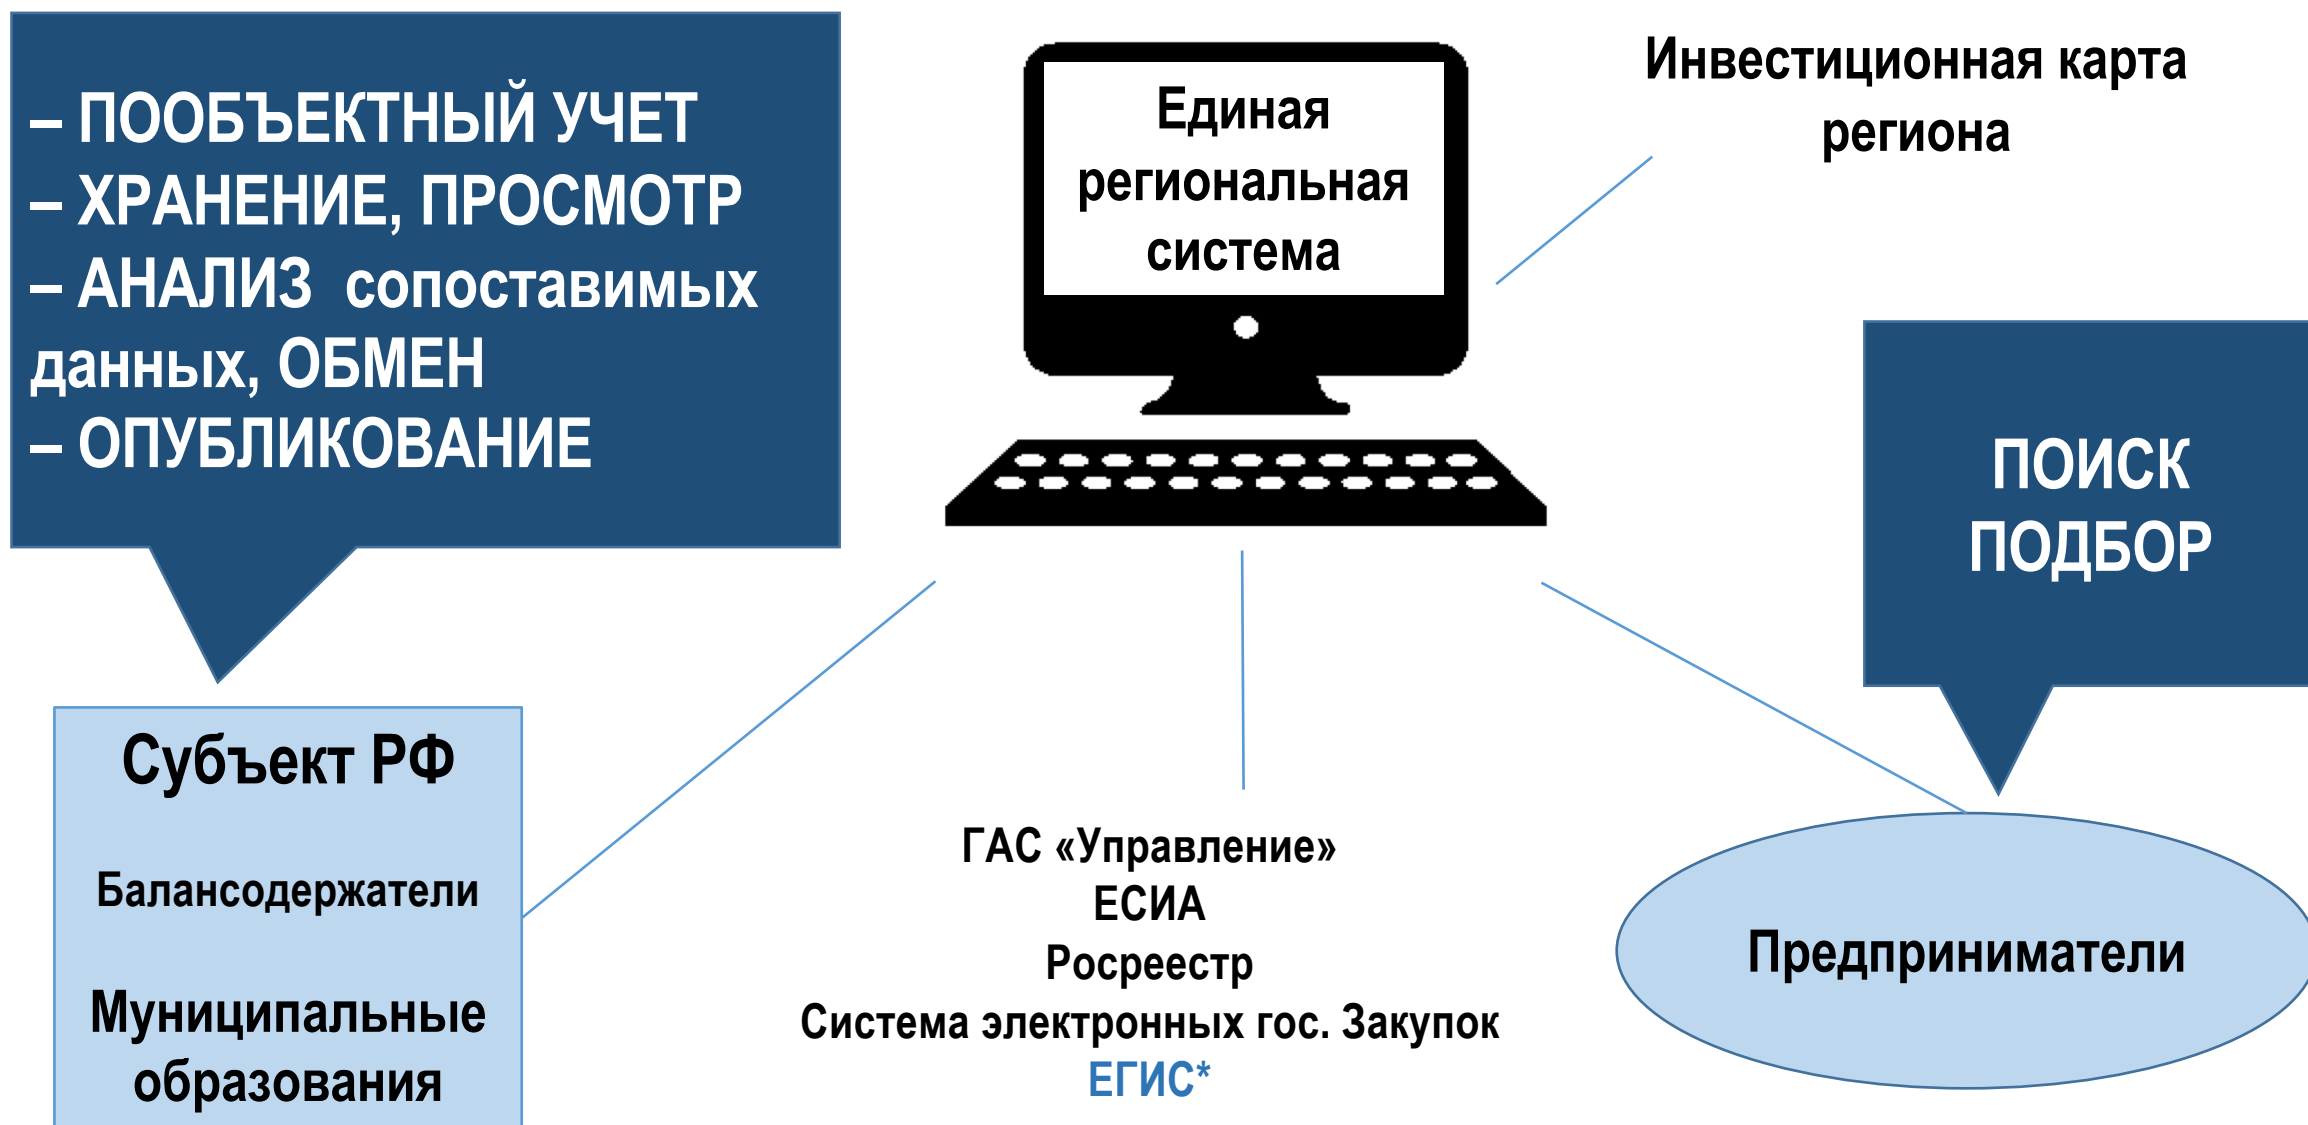 – ПООБЪЕКТНЫЙ УЧЕТ
– ХРАНЕНИЕ, ПРОСМОТР
– АНАЛИЗ  сопоставимых
данных, ОБМЕН
– ОПУБЛИКОВАНИЕ
Единая
региональная
система
Инвестиционная карта
региона
ПОИСК
ПОДБОР
Субъект РФ
Балансодержатели
Муниципальные
образования
ГАС «Управление»
ЕСИА
Росреестр
Система электронных гос. Закупок
ЕГИС*
Предприниматели